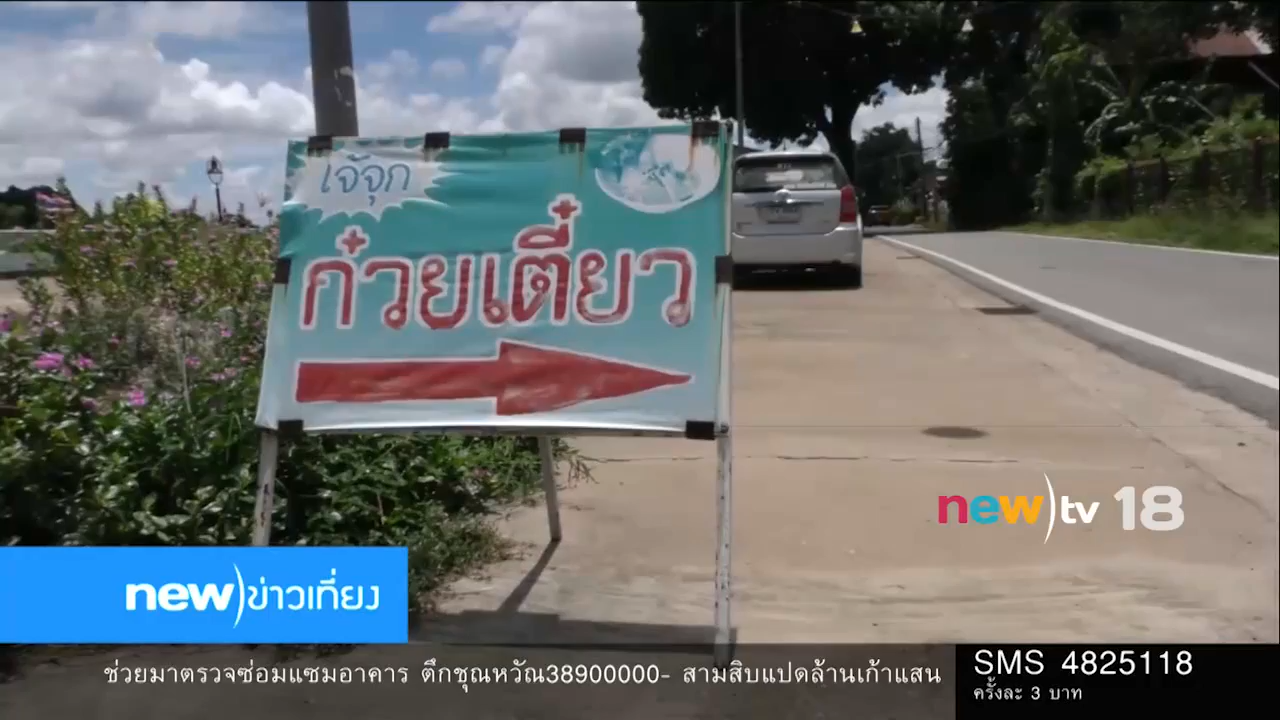 เจ๊จุก
ก๋วยเตี๋ยว
new)tv 18
new)ข่าวเที่ยง
ช่วยมาตรวจซ่อมแซมอาคาร ตึกชุณหวัณ38900000- สามสิบแปดล้านเก้าแสน
SMS 4825118
ครั้งละ 3 บาท